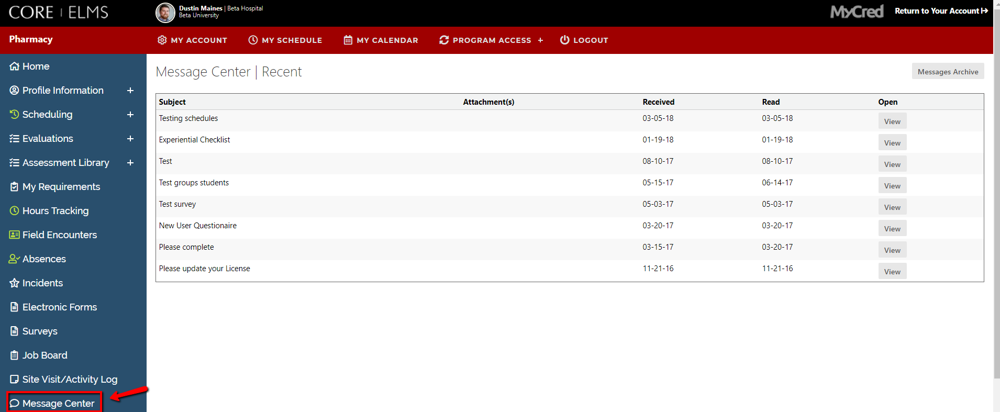 CORE | ELMS
Dustin Maines | Beta Hospital
Beta University
MyCred
Return to Your Account
Pharmacy
MY ACCOUNT
MY SCHEDULE
MY CALENDAR
PROGRAM ACCESS +
LOGOUT
Home
Profile Information +
Scheduling +
Evaluations +
Assessment Library +
My Requirements
Hours Tracking
Field Encounters
Absences
Incidents
Electronic Forms
Surveys
Job Board
Site Visit/Activity Log
Message Center
Message Center | Recent
Messages Archive
Subject Attachment(s) Received Read Open
Testing schedules 03-05-18 03-05-18 View
Experiential Checklist 01-19-18 01-19-18 View
Test 08-10-17 08-10-17 View
Test groups students 05-15-17 06-14-17 View
Test survey 05-03-17 05-03-17 View
New User Questionaire 03-20-17 03-20-17 View
Please complete 03-15-17 03-20-17 View
Please update your License 11-21-16 11-21-16 View